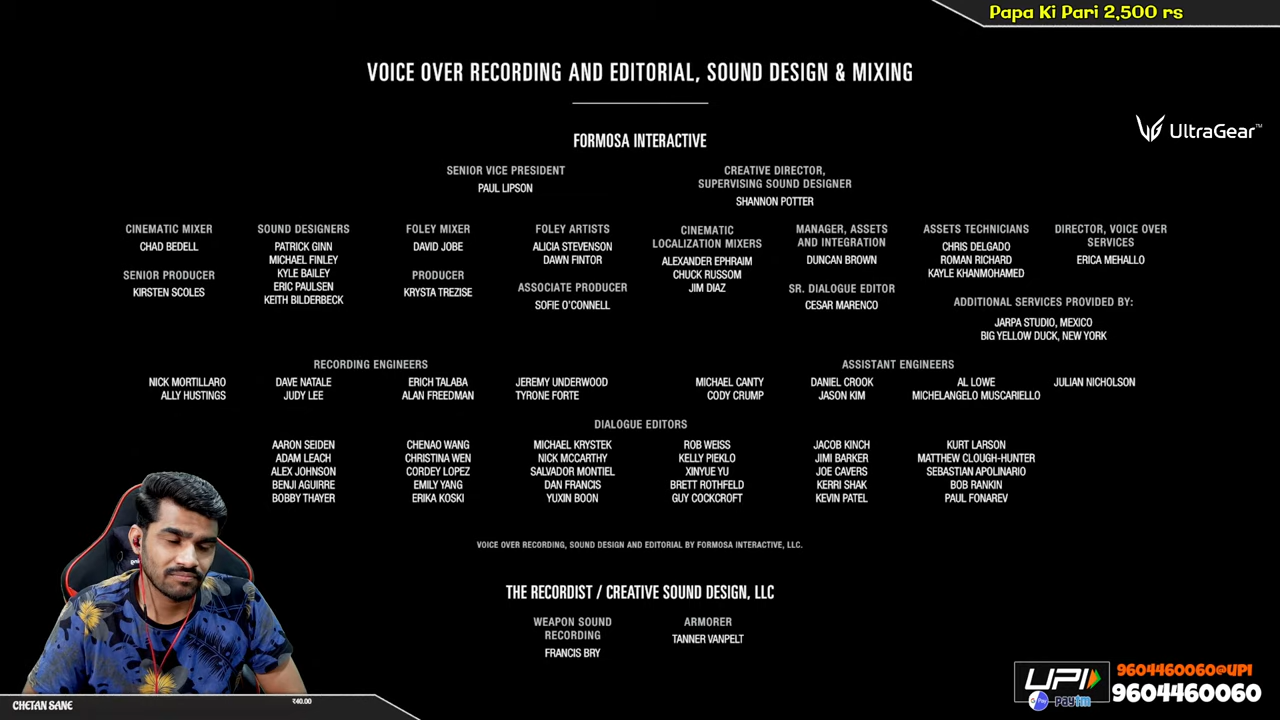 Papa Ki Pari 2,500 rs
VOICE OVER RECORDING AND EDITORIAL, SOUND DESIGN & MIXING
UltraGear™
FORMOSA INTERACTIVE
SENIOR VICE PRESIDENT
PAUL LIPSON
CREATIVE DIRECTOR,
SUPERVISING SOUND DESIGNER
SHANNON POTTER
CINEMATIC MIXER
CHAD BEDELL
SENIOR PRODUCER
KIRSTEN SCOLES
SOUND DESIGNERS
PATRICK GINN
MICHAEL FINLEY
KYLE BAILEY
ERIC PAULSEN
KEITH BILDERBECK
FOLEY MIXER
DAVID JOBE
PRODUCER
KRYSTA TREZISE
FOLEY ARTISTS
ALICIA STEVENSON
DAWN FINTOR
ASSOCIATE PRODUCER
SOFIE O'CONNELL
CINEMATIC
LOCALIZATION MIXERS
ALEXANDER EPHRAIM
CHUCK RUSSOM
JIM DIAZ
MANAGER, ASSETS
AND INTEGRATION
DUNCAN BROWN
SR. DIALOGUE EDITOR
CESAR MARENCO
ASSETS TECHNICIANS
CHRIS DELGADO
ROMAN RICHARD
KAYLE KHANMOHAMED
DIRECTOR, VOICE OVER
SERVICES
ERICA MEHALLO
ADDITIONAL SERVICES PROVIDED BY:
JARPA STUDIO, MEXICO
BIG YELLOW DUCK, NEW YORK
RECORDING ENGINEERS
NICK MORTILLARO DAVE NATALE ERICH TALABA JEREMY UNDERWOOD
ALLY HUSTINGS JUDY LEE ALAN FREEDMAN TYRONE FORTE
ASSISTANT ENGINEERS
MICHAEL CANTY DANIEL CROOK AL LOWE JULIAN NICHOLSON
CODY CRUMP JASON KIM MICHELANGELO MUSCARIELLO
DIALOGUE EDITORS
AARON SEIDEN CHENAO WANG MICHAEL KRYSTEK ROB WEISS JACOB KINCH KURT LARSON
ADAM LEACH CHRISTINA WEN NICK MCCARTHY KELLY PIEKLO JIMI BARKER MATTHEW CLOUGH-HUNTER
ALEX JOHNSON CORDEY LOPEZ SALVADOR MONTIEL XINYUE YU JOE CAVERS SEBASTIAN APOLINARIO
BENJI AGUIRRE EMILY YANG DAN FRANCIS BRETT ROTHFELD KERRI SHAK BOB RANKIN
BOBBY THAYER ERIKA KOSKI YUXIN BOON GUY COCKCROFT KEVIN PATEL PAUL FONAREV
VOICE OVER RECORDING, SOUND DESIGN AND EDITORIAL BY FORMOSA INTERACTIVE, LLC.
THE RECORDIST / CREATIVE SOUND DESIGN, LLC
WEAPON SOUND
RECORDING
FRANCIS BRY
ARMORER
TANNER VANPELT
UPI
Pay paytm
9604460060@UPI
9604460060
CHETAN SANE
₹40.00